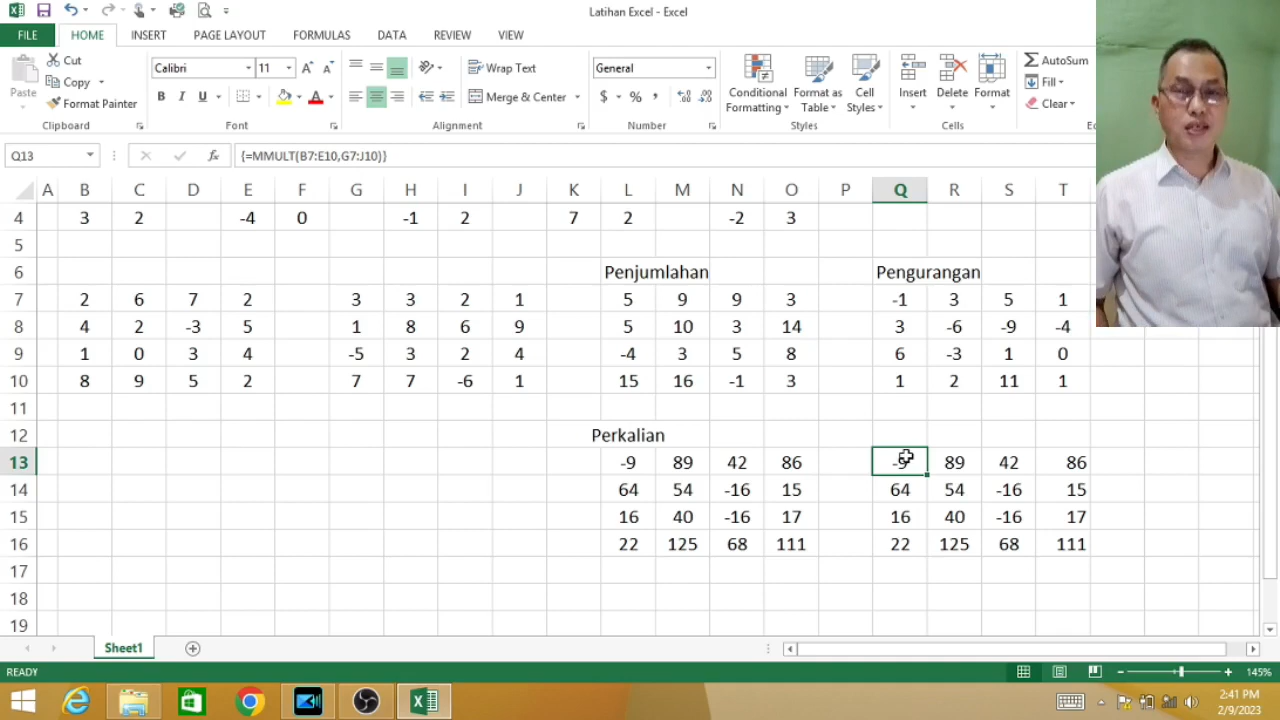 Latihan Excel - Excel
FILE HOME INSERT PAGE LAYOUT FORMULAS DATA REVIEW VIEW
Cut
Copy
Format Painter
Paste
Clipboard
Calibri 11
B I U
Font
Wrap Text
Merge & Center
Alignment
General
$ % ,
Number
Conditional Formatting
Format as Table
Cell Styles
Styles
Insert Delete Format
Cells
AutoSum
Fill
Clear
Q13 {=MMULT(B7:E10,G7:J10)}
A B C D E F G H I J K L M N O P Q R S T
4 3 2 -4 0 -1 2 7 2 -2 3
5
6 Penjumlahan Pengurangan
7 2 6 7 2 3 3 2 1 5 9 9 3 -1 3 5 1
8 4 2 -3 5 1 8 6 9 5 10 3 14 3 -6 -9 -4
9 1 0 3 4 -5 3 2 4 -4 3 5 8 6 -3 1 0
10 8 9 5 2 7 7 -6 1 15 16 -1 3 1 2 11 1
11
12 Perkalian
13 -9 89 42 86 -9 89 42 86
14 64 54 -16 15 64 54 -16 15
15 16 40 -16 17 16 40 -16 17
16 22 125 68 111 22 125 68 111
17
18
19
Sheet1
READY 145%
2:41 PM
2/9/2023